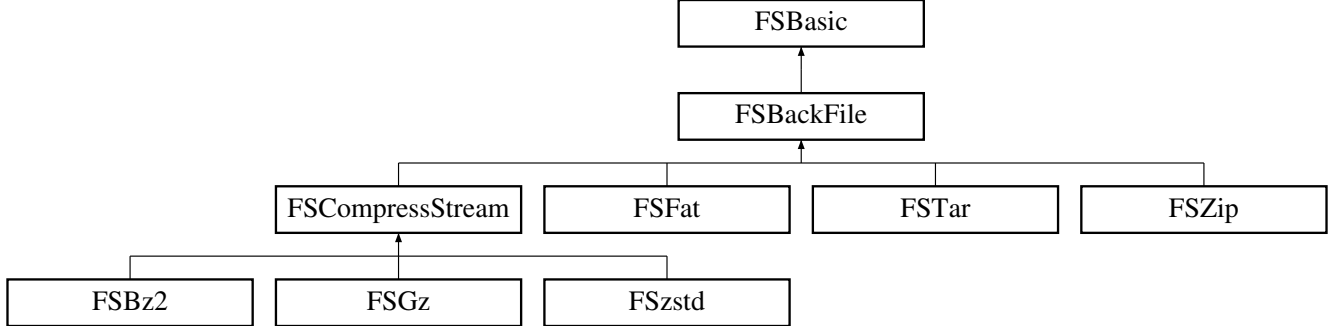 FSBasic
FSBackFile
FSCompressStream
FSFat
FSTar
FSZip
FSBz2
FSGz
FSzstd